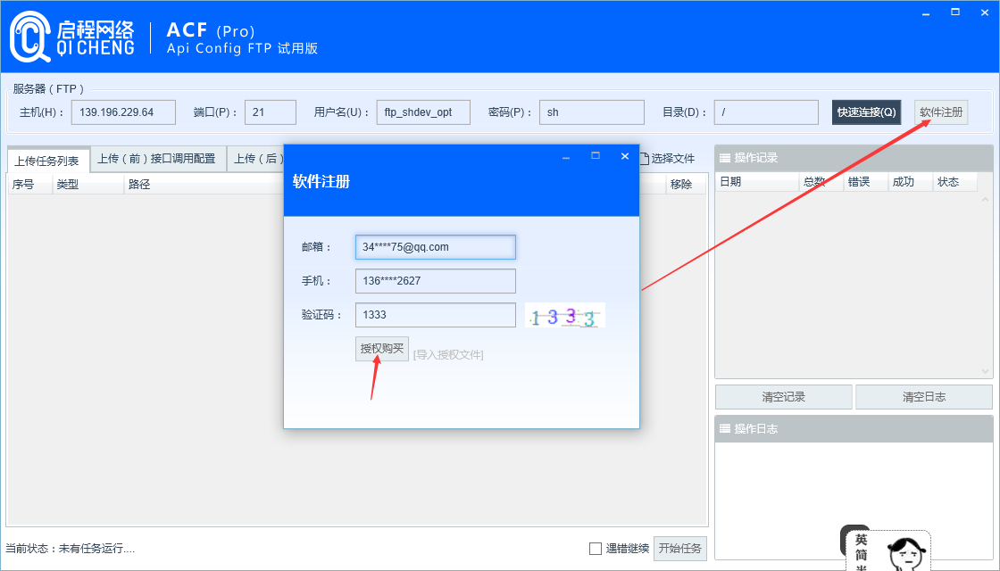 启程网络
QI CHENG
ACF (Pro)
Api Config FTP 试用版
服务器 ( FTP )
主机(H) : 139.196.229.64 端口(P) : 21 用户名(U) : ftp_shdev_opt 密码(P) : sh 目录(D) : / 快速连接(Q) 软件注册
上传任务列表 上传 ( 前 ) 接口调用配置 上传 ( 后 ) 选择文件
序号 类型 路径 移除
软件注册
邮箱 : 34****75@qq.com
手机 : 136****2627
验证码 : 1333 1333
授权购买 [导入授权文件]
操作记录
日期 总数 错误 成功 状态
清空记录 清空日志
操作日志
当前状态 : 未有任务运行.... 遇错继续 开始任务
英
简